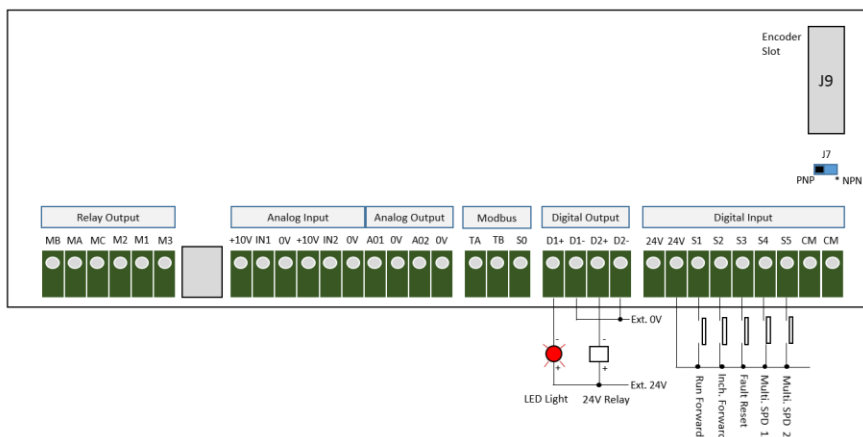 Encoder
Slot
J9
J7
PNP
* NPN
Relay Output
Analog Input
Analog Output
Modbus
Digital Output
Digital Input
MB MA MC M2 M1 M3
+10V IN1 0V +10V IN2 0V A01 0V A02 0V
TA TB S0
D1+ D1- D2+ D2-
24V 24V S1 S2 S3 S4 S5 CM CM
Ext. 0V
- -
+ +
Ext. 24V
LED Light
24V Relay
Run Forward
Inch. Forward
Fault Reset
Multi. SPD 1
Multi. SPD 2